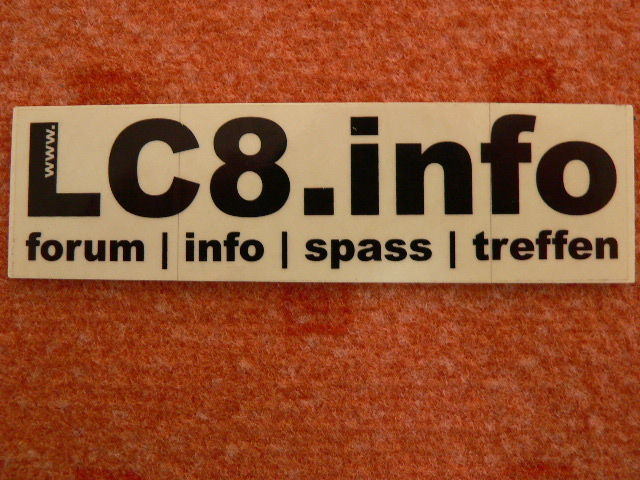 www.LC8.info
forum | info | spass | treffen